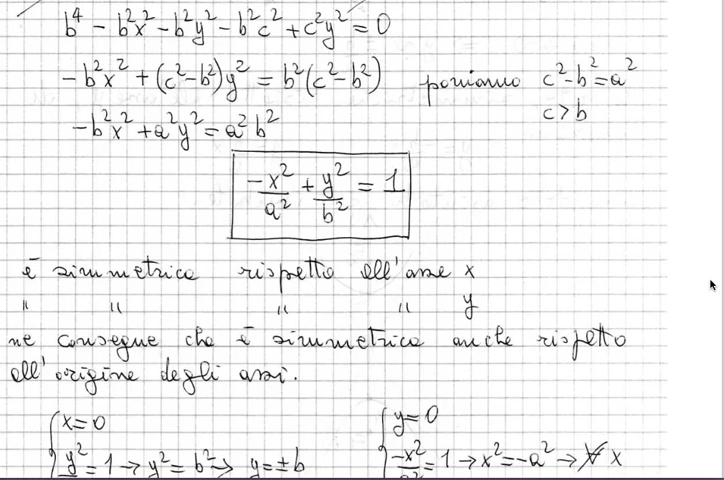 b⁴ - b²x² - b²y² - b²c² + c²y² = 0
-b²x² + (c²-b²)y² = b²(c²-b²) poniamo c²-b²=a²
c>b
-b²x² + a²y² = a²b²
-x²/a² + y²/b² = 1
è simmetrica rispetto all'asse x
" " " " y
ne consegue che è simmetrica anche rispetto
all'origine degli assi.
x=0 y=0
y² = 1 → y² = b² → y = ±b -x²/a² = 1 → x² = -a² → ∀ x